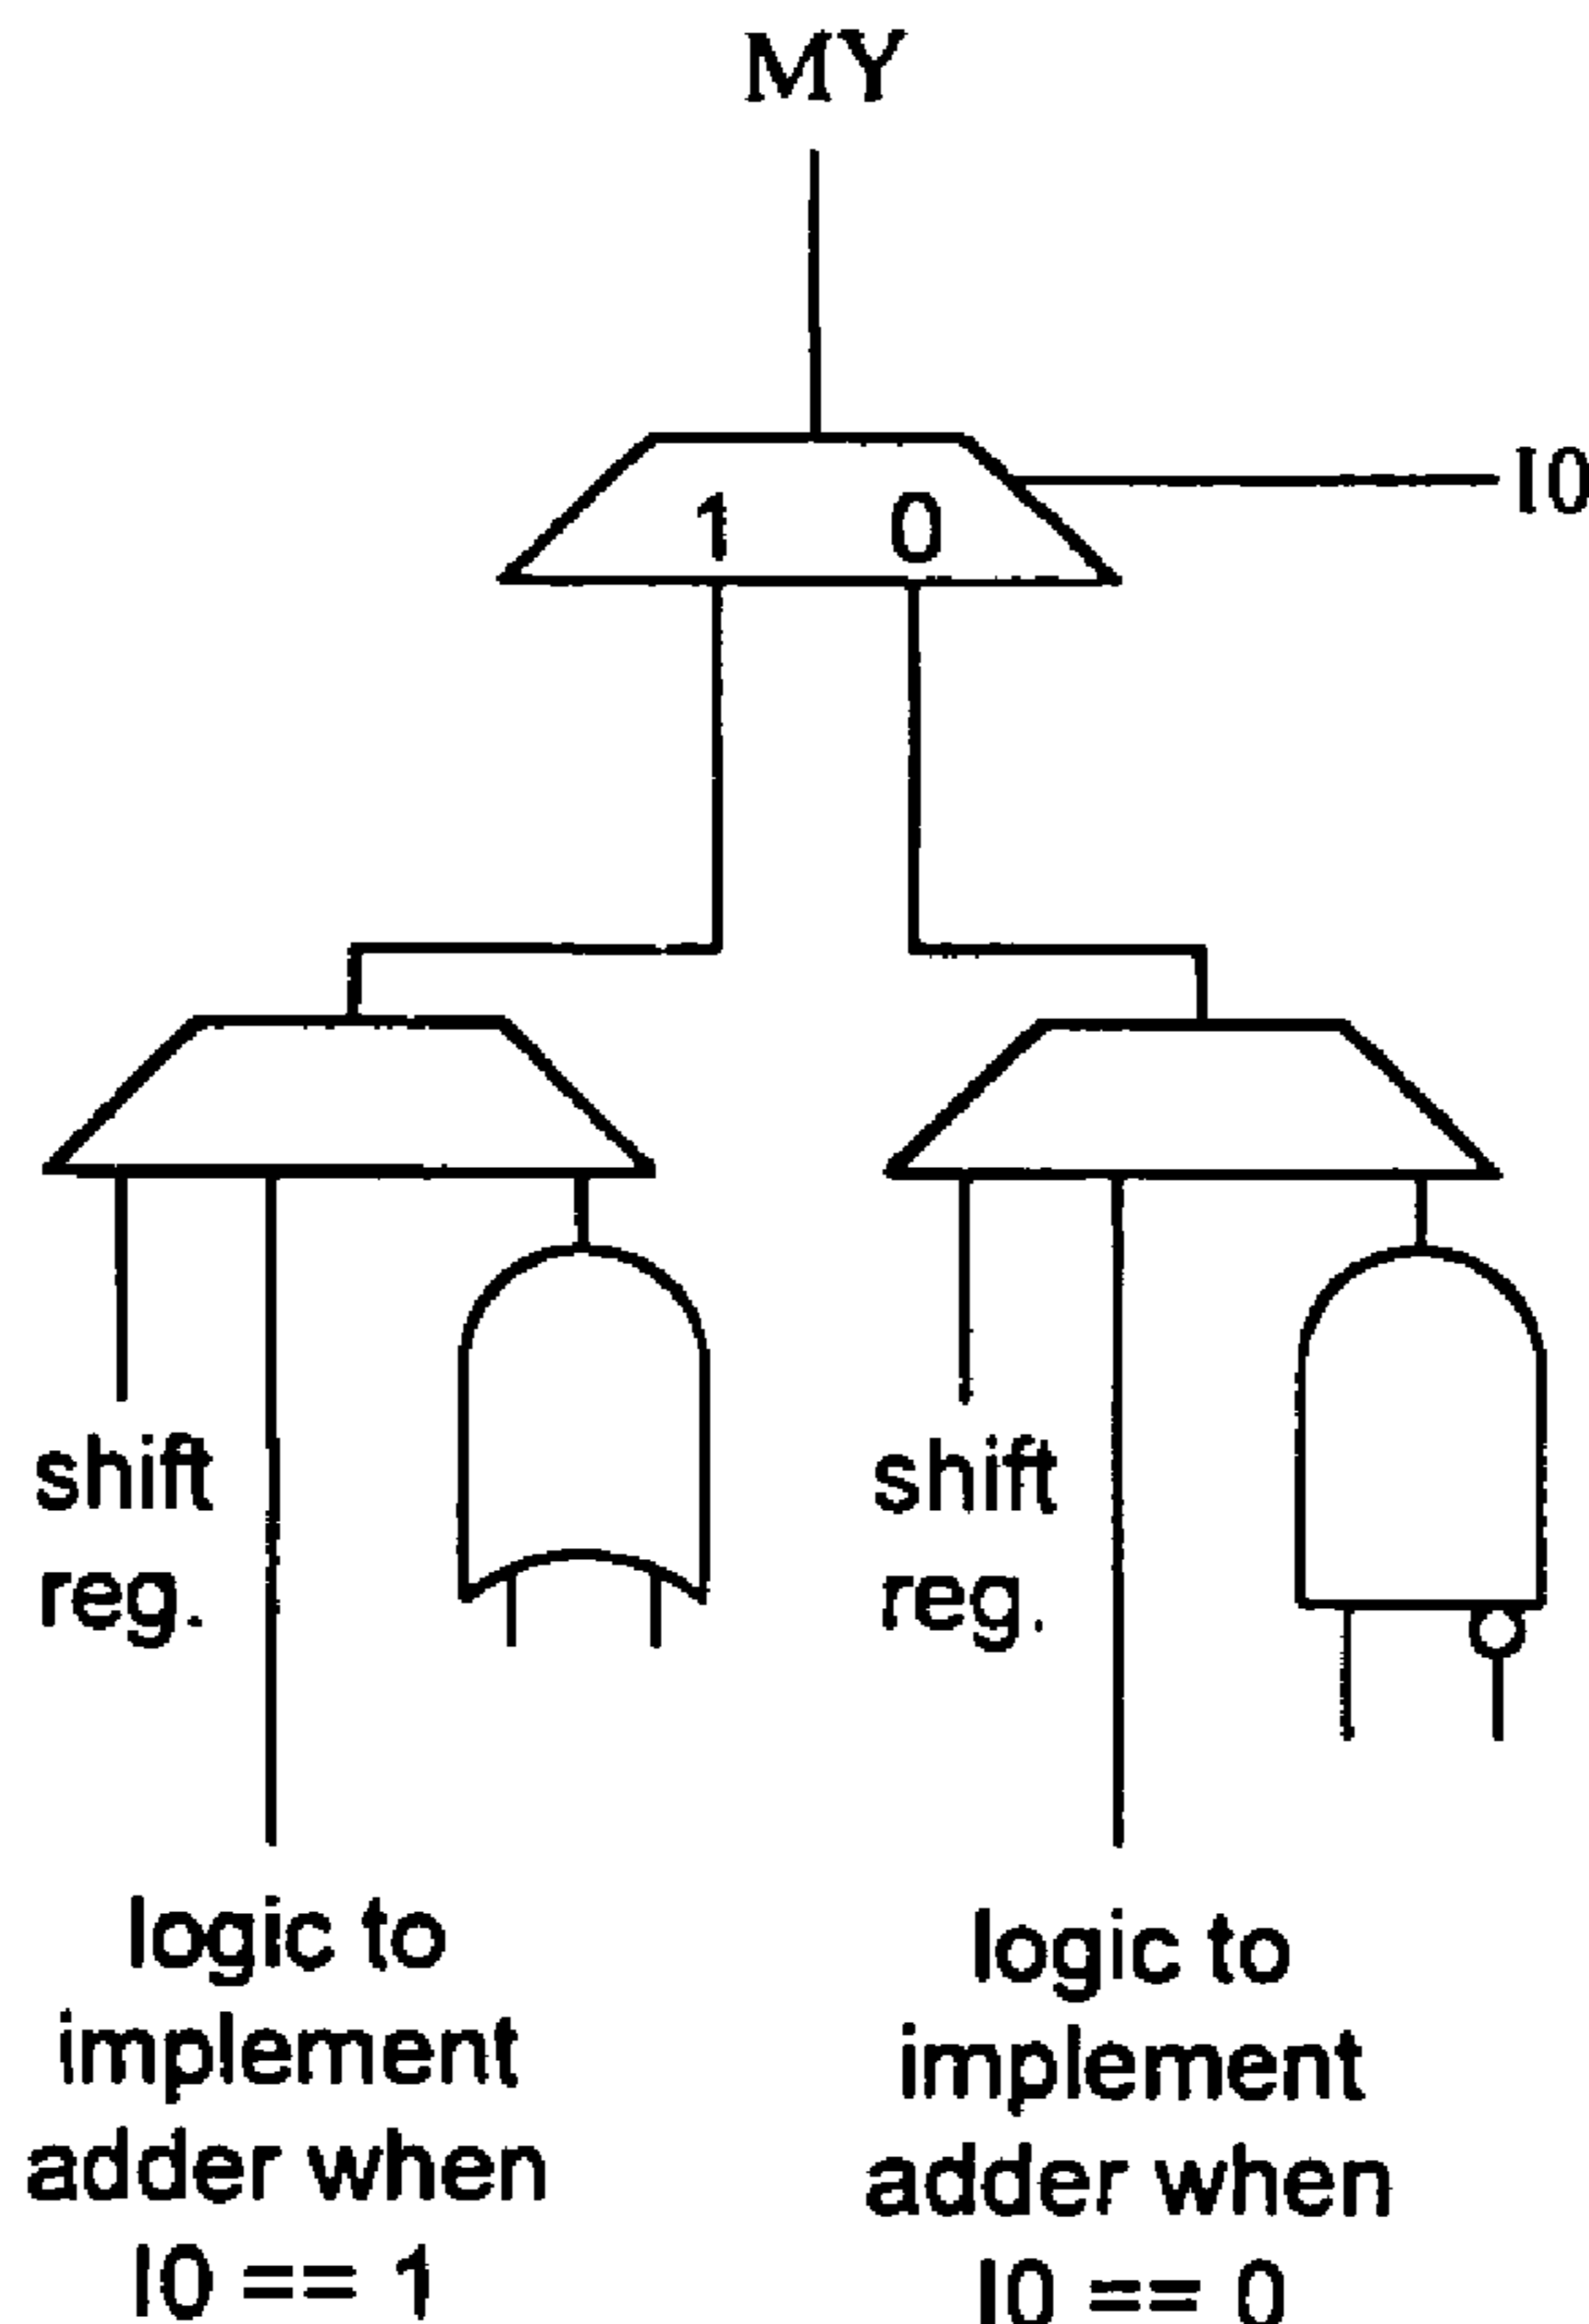 MY
I0
1 0
shift
reg.
shift
reg.
logic to
implement
adder when
I0 == 1
logic to
implement
adder when
I0 == 0